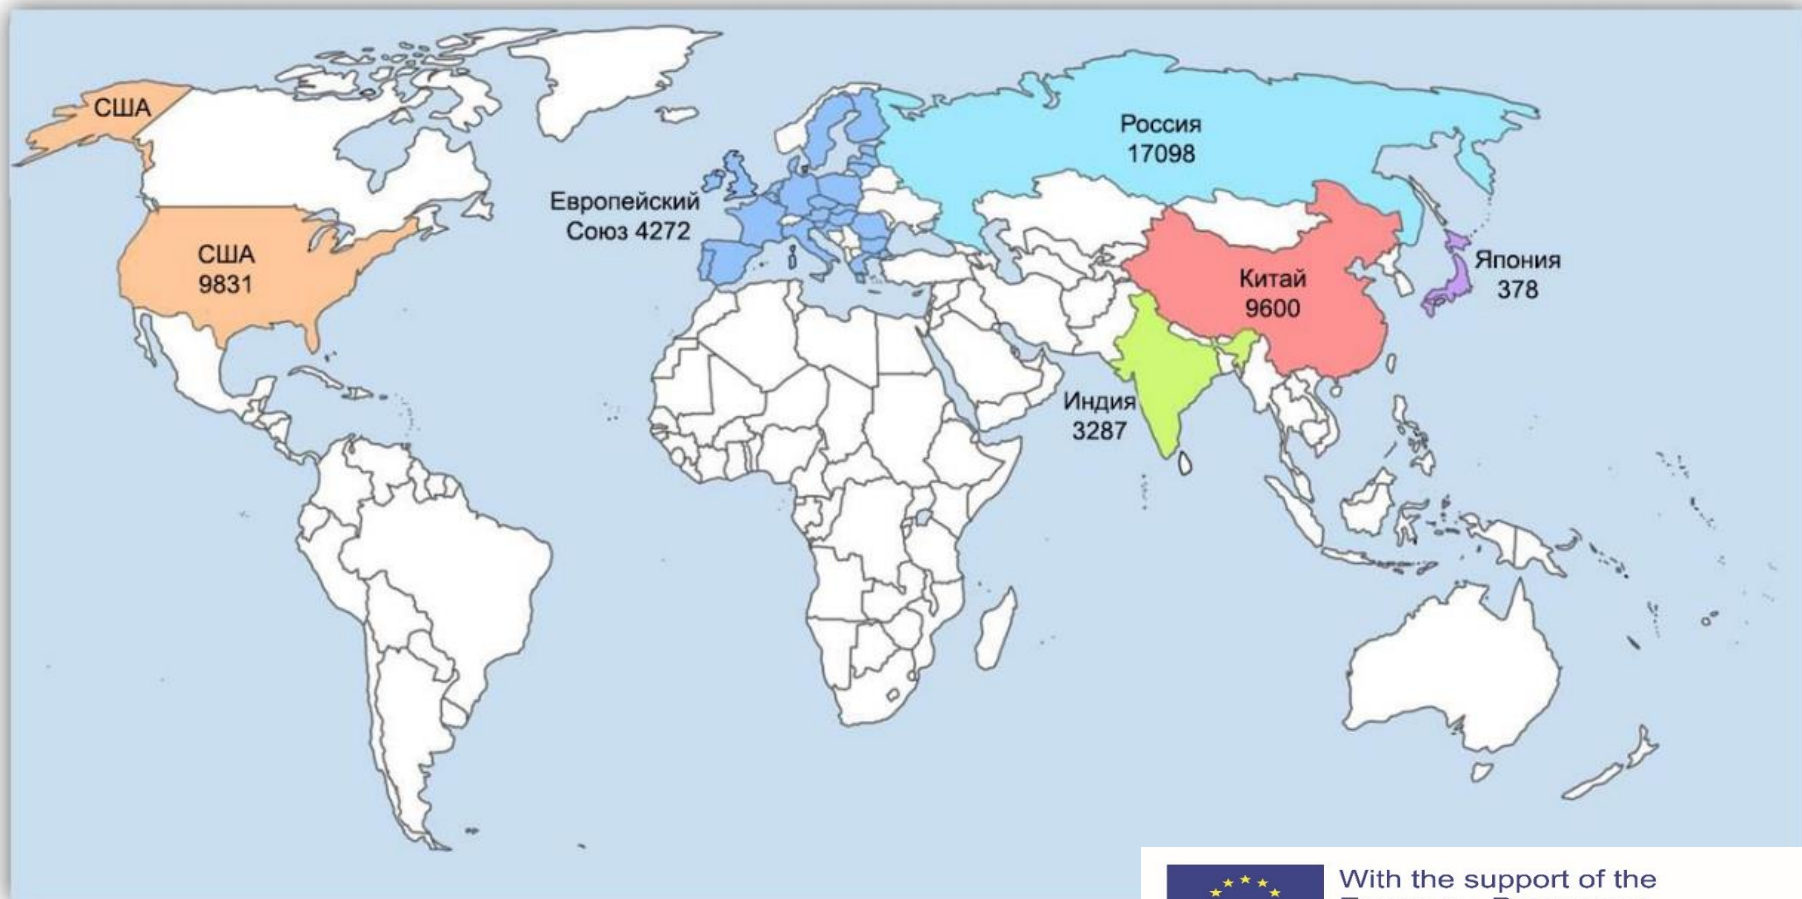 США
США
9831
Европейский
Союз 4272
Россия
17098
Китай
9600
Япония
378
Индия
3287
With the support of the